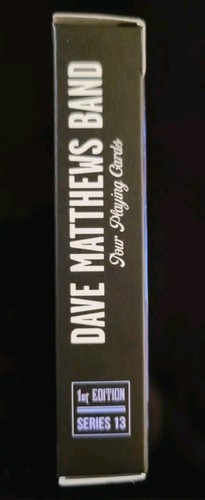 DAVE MATTHEWS BAND
Tour Playing Cards
1ST EDITION
SERIES 13